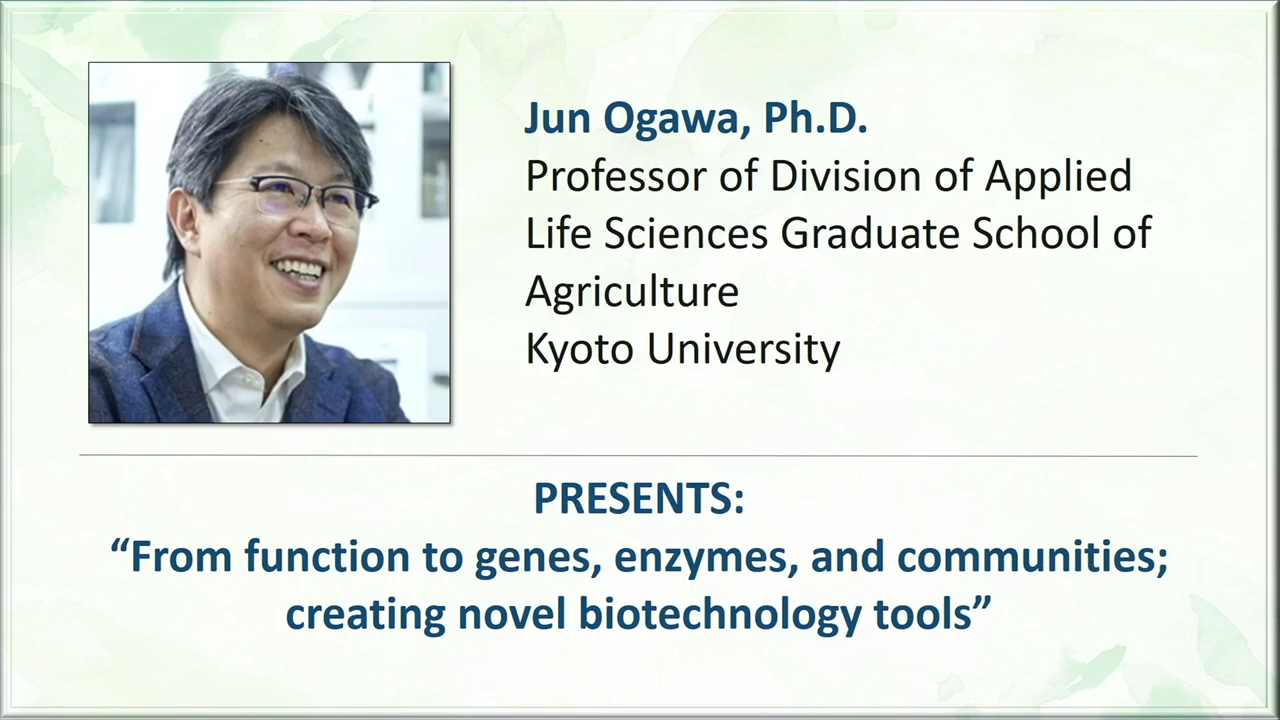 Jun Ogawa, Ph.D.
Professor of Division of Applied
Life Sciences Graduate School of
Agriculture
Kyoto University
PRESENTS:
“From function to genes, enzymes, and communities;
creating novel biotechnology tools”